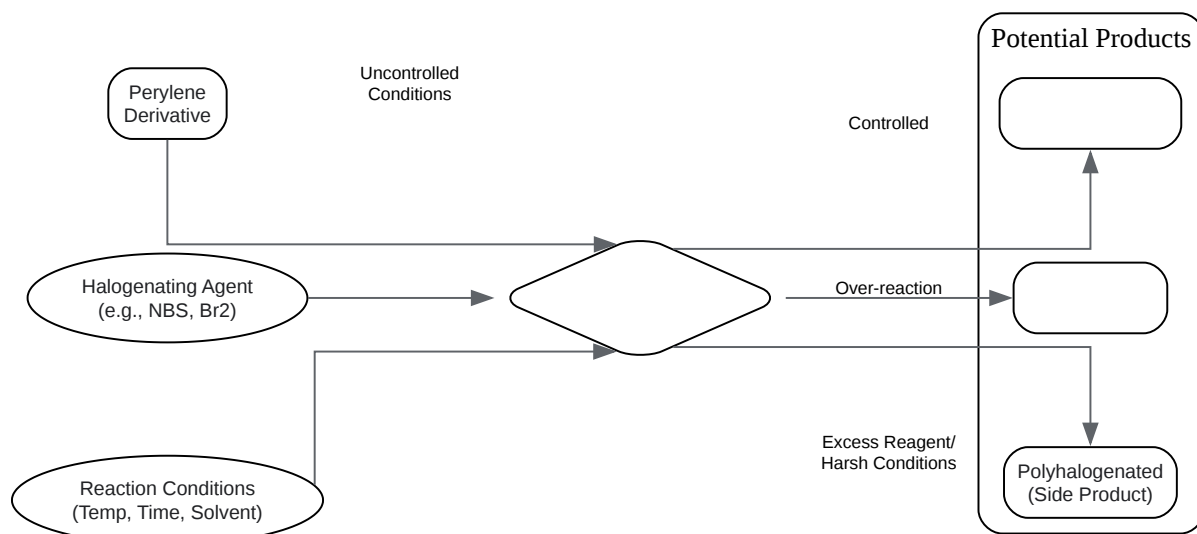 Potential Products
Perylene
Derivative
Uncontrolled
Conditions
Controlled
Halogenating Agent
(e.g., NBS, Br2)
Over-reaction
Excess Reagent/
Harsh Conditions
Polyhalogenated
(Side Product)
Reaction Conditions
(Temp, Time, Solvent)